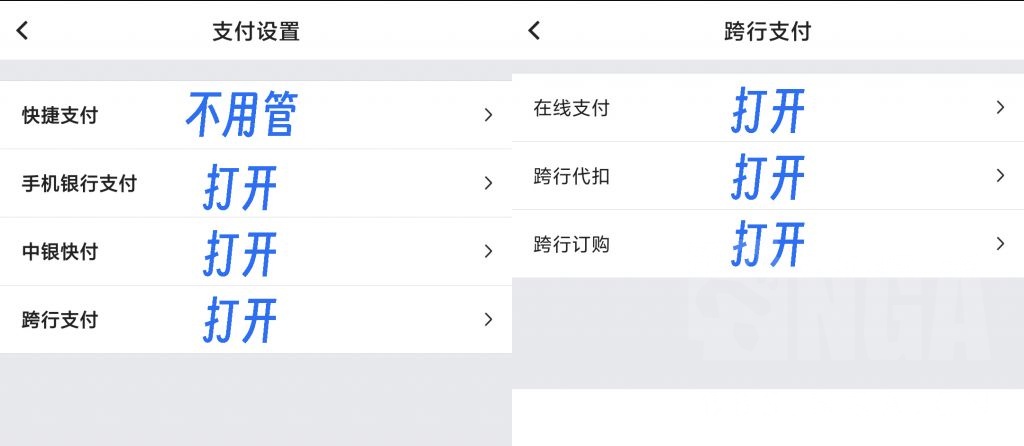 支付设置
快捷支付 不用管
手机银行支付 打开
中银快付 打开
跨行支付 打开
跨行支付
在线支付 打开
跨行代扣 打开
跨行订购 打开
NGA